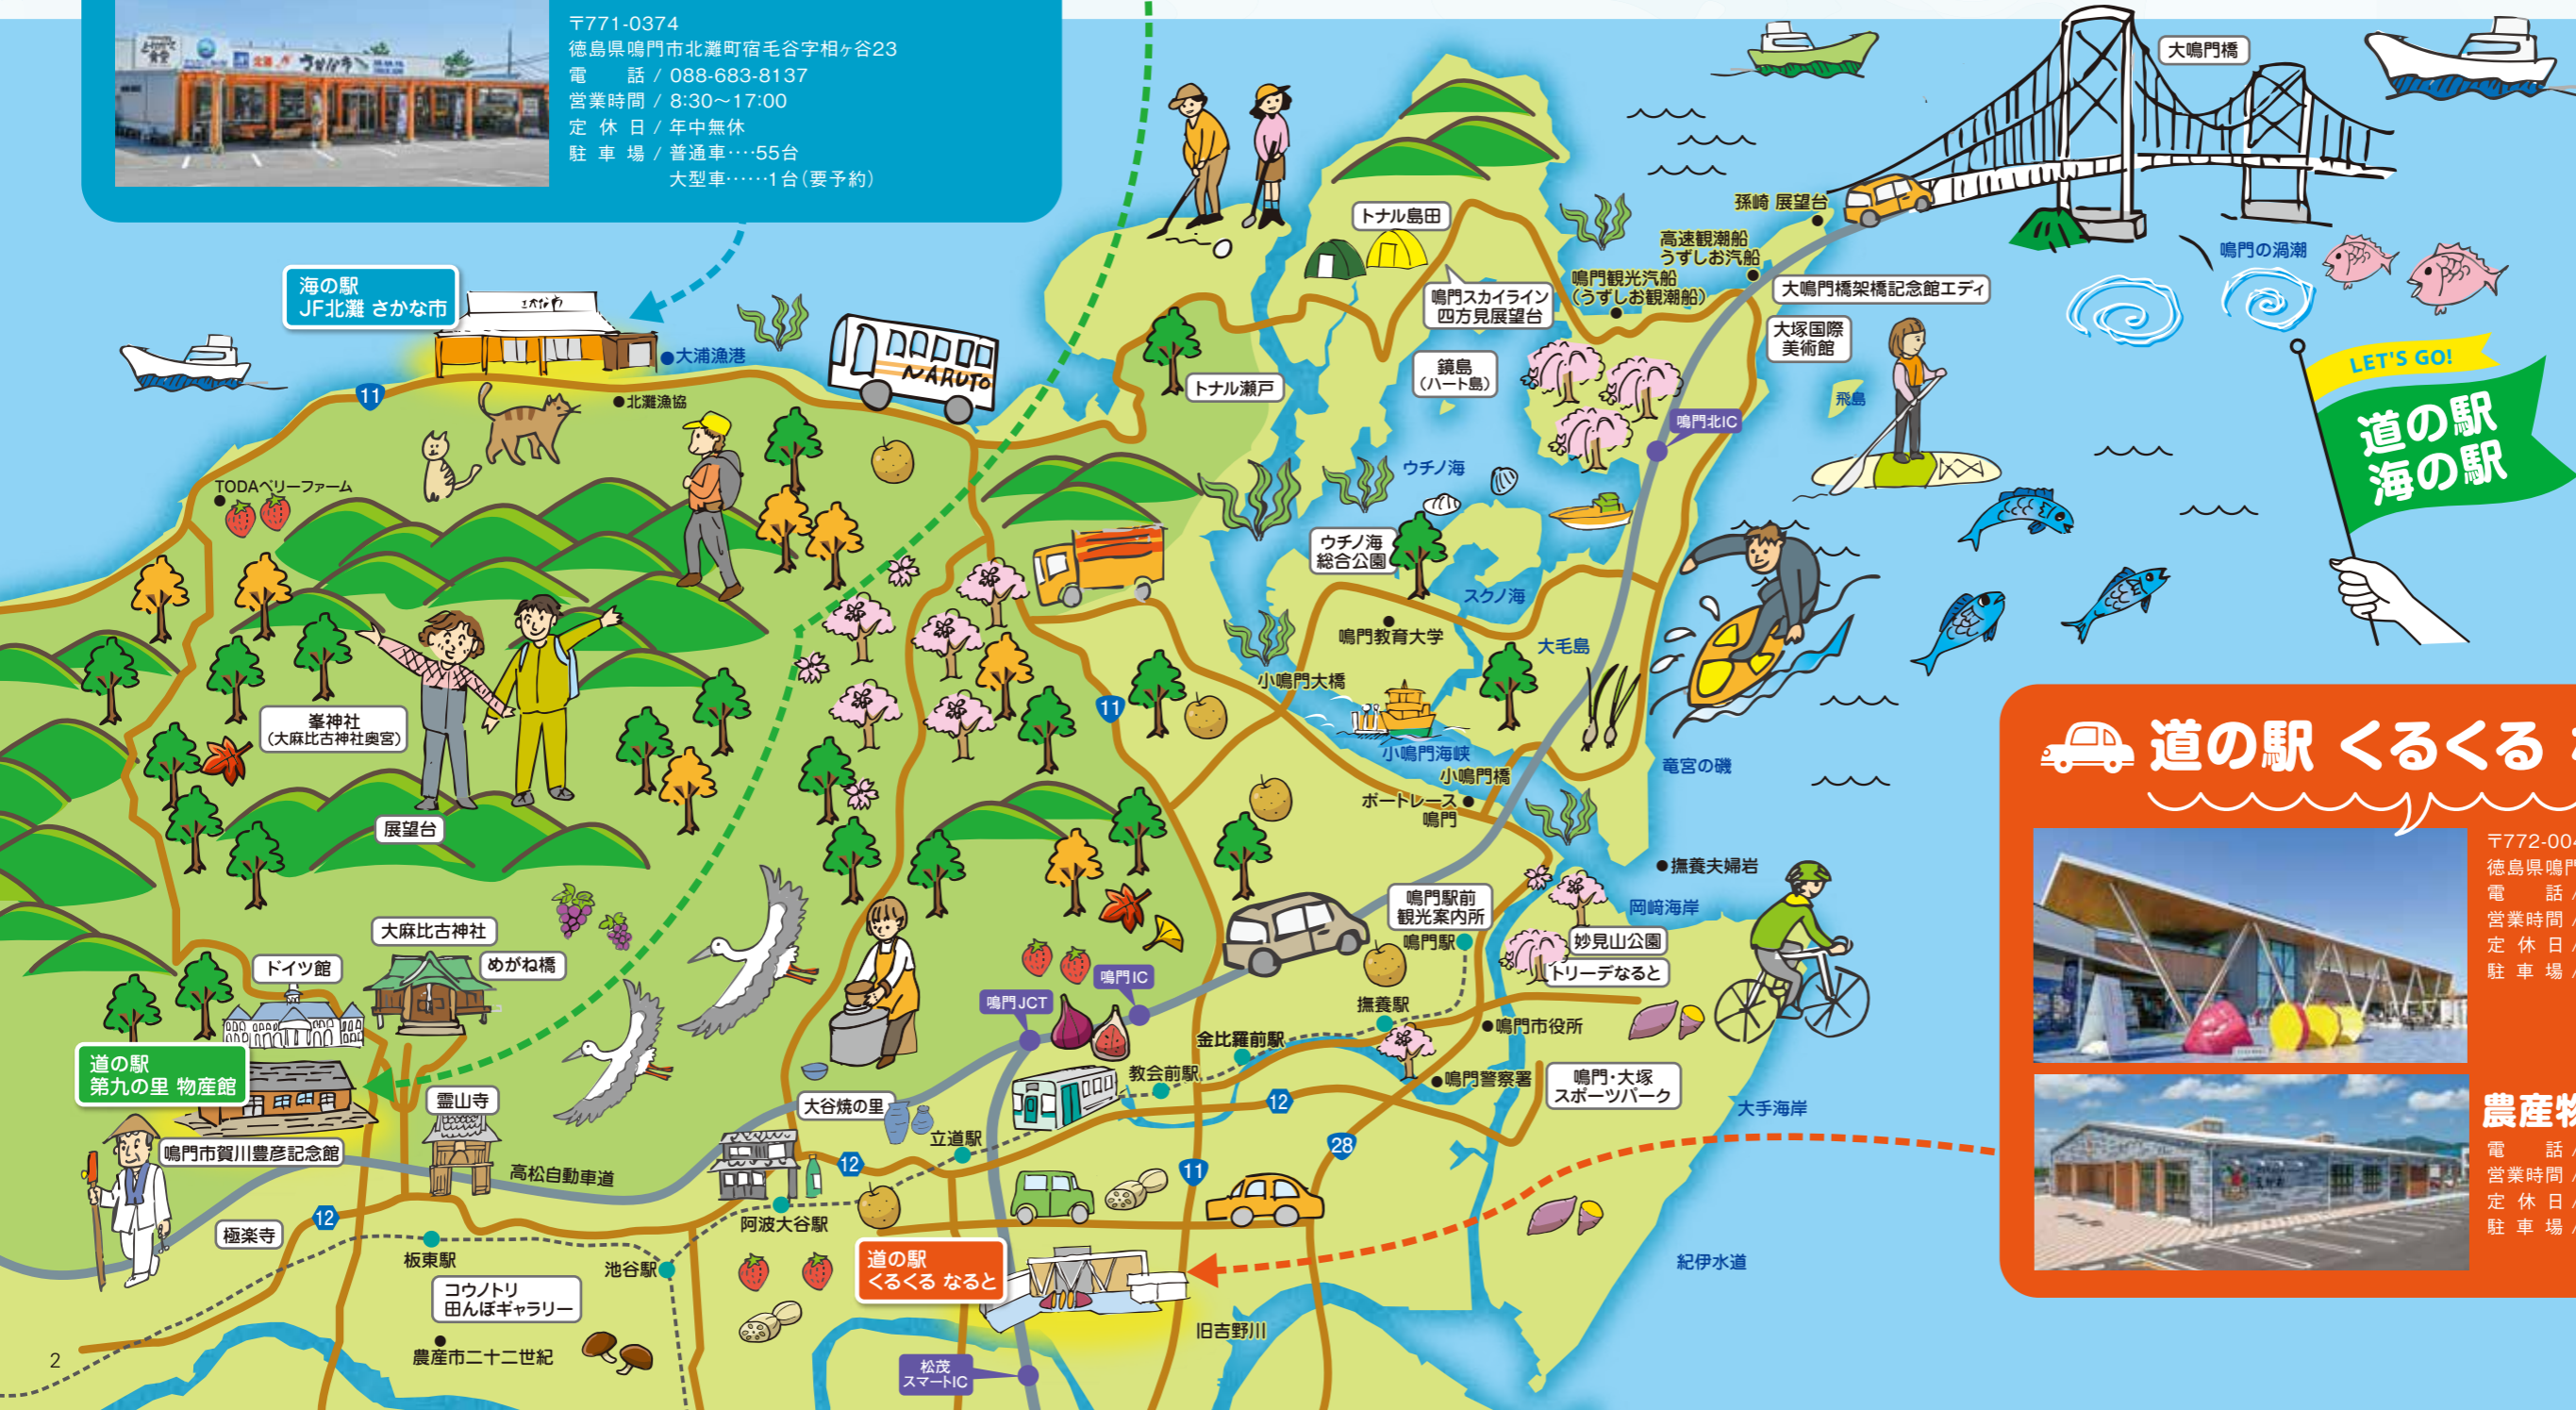 〒771-0374
徳島県鳴門市北灘町宿毛谷字相ヶ谷23
電　話 / 088-683-8137
営業時間 / 8:30～17:00
定 休 日 / 年中無休
駐 車 場 / 普通車‥‥55台
大型車‥‥‥1台(要予約)
さかな市
大鳴門橋
孫崎 展望台
トナル島田
高速観潮船
うずしお汽船
鳴門の渦潮
鳴門観光汽船
(うずしお観潮船)
大鳴門橋架橋記念館エディ
鳴門スカイライン
四方見展望台
海の駅
JF北灘 さかな市
さかな市
大浦漁港
NARUTO
大塚国際
美術館
鏡島
(ハート島)
トナル瀬戸
飛島
LET'S GO!
道の駅
海の駅
11
北灘漁協
鳴門北IC
ウチノ海
TODAベリーファーム
ウチノ海
総合公園
スクノ海
鳴門教育大学
大毛島
小鳴門大橋
11
峯神社
(大麻比古神社奥宮)
小鳴門海峡
小鳴門橋
竜宮の磯
ボートレース
鳴門
展望台
撫養夫婦岩
道の駅 くるくる
〒772-00
徳島県鳴門
電　話 /
営業時間 /
定 休 日 /
駐 車 場 /
鳴門駅前
観光案内所
鳴門駅
岡﨑海岸
妙見山公園
トリーデなると
大麻比古神社
めがね橋
ドイツ館
鳴門IC
鳴門JCT
撫養駅
鳴門市役所
金比羅前駅
教会前駅
鳴門警察署
鳴門・大塚
スポーツパーク
道の駅
第九の里 物産館
霊山寺
大谷焼の里
12
大手海岸
農産物
電　話 /
営業時間 /
定 休 日 /
駐 車 場 /
立道駅
28
鳴門市賀川豊彦記念館
高松自動車道
12
11
極楽寺
12
阿波大谷駅
板東駅
池谷駅
道の駅
くるくる なると
紀伊水道
コウノトリ
田んぼギャラリー
旧吉野川
農産市二十二世紀
松茂
スマートIC
2